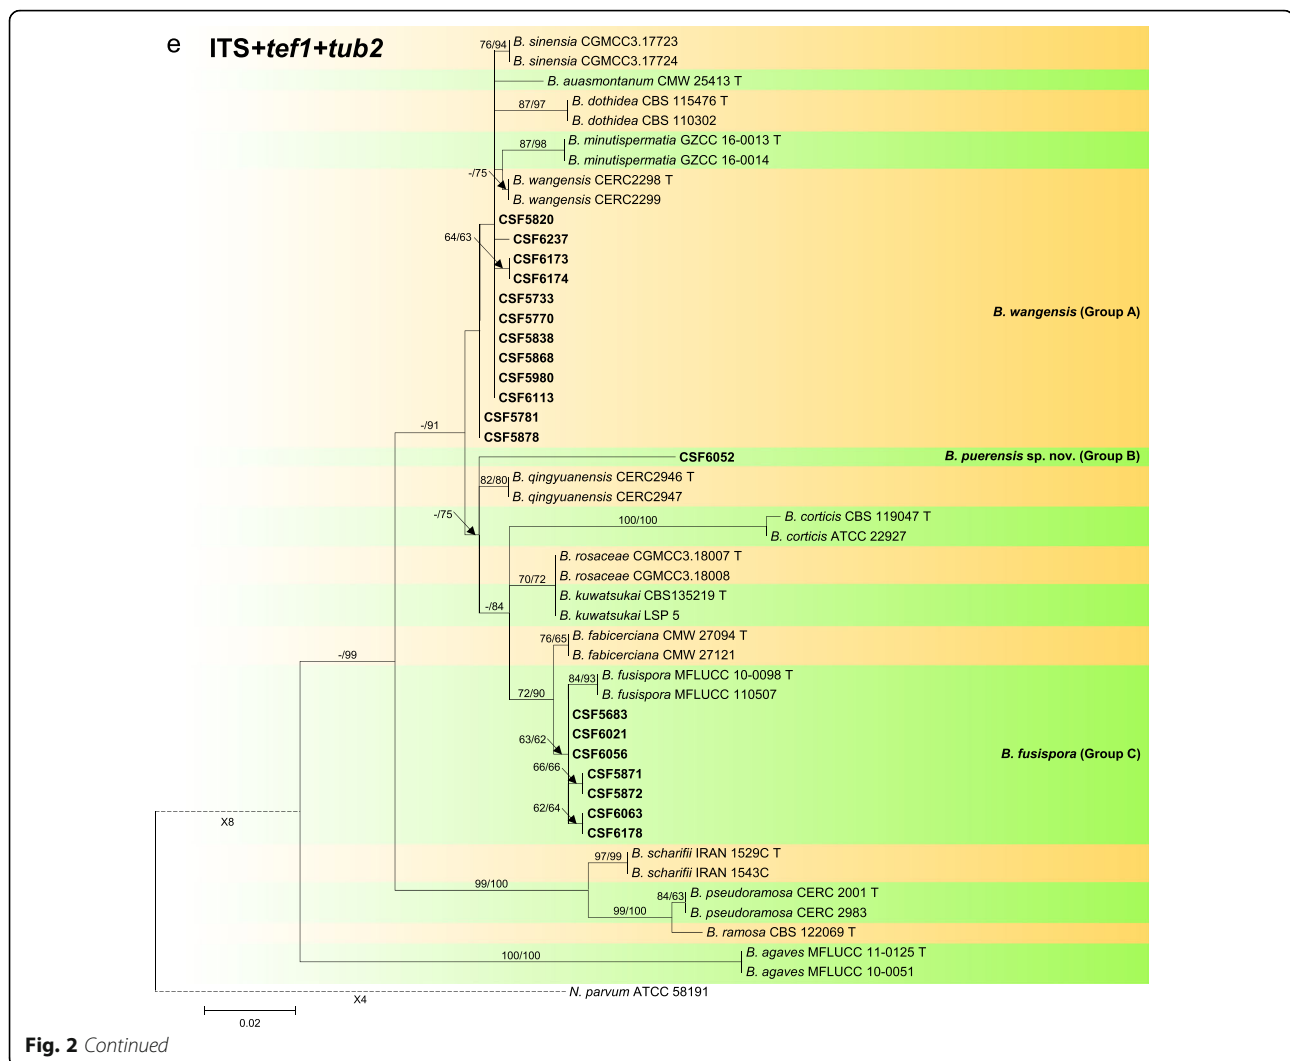 e ITS+tef1+tub2
76/94
B. sinensia CGMCC3.17723
B. sinensia CGMCC3.17724
B. auasmontanum CMW 25413 T
87/97
B. dothidea CBS 115476 T
B. dothidea CBS 110302
87/98
B. minutispermatia GZCC 16-0013 T
B. minutispermatia GZCC 16-0014
-/75
B. wangensis CERC2298 T
B. wangensis CERC2299
CSF5820
64/63
CSF6237
CSF6173
CSF6174
CSF5733
CSF5770
B. wangensis (Group A)
CSF5838
CSF5868
CSF5980
CSF6113
CSF5781
-/91
CSF5878
CSF6052
B. puerensis sp. nov. (Group B)
82/80
B. qingyuanensis CERC2946 T
B. qingyuanensis CERC2947
-/75
100/100
B. corticis CBS 119047 T
B. corticis ATCC 22927
B. rosaceae CGMCC3.18007 T
70/72
B. rosaceae CGMCC3.18008
B. kuwatsukai CBS135219 T
-/84
B. kuwatsukai LSP 5
76/65
B. fabicerciana CMW 27094 T
B. fabicerciana CMW 27121
-/99
84/93
B. fusispora MFLUCC 10-0098 T
72/90
B. fusispora MFLUCC 110507
CSF5683
CSF6021
63/62
CSF6056
B. fusispora (Group C)
66/66
CSF5871
CSF5872
62/64
CSF6063
X8
CSF6178
97/99
B. scharifii IRAN 1529C T
B. scharifii IRAN 1543C
99/100
84/63
B. pseudoramosa CERC 2001 T
99/100
B. pseudoramosa CERC 2983
B. ramosa CBS 122069 T
100/100
B. agaves MFLUCC 11-0125 T
B. agaves MFLUCC 10-0051
N. parvum ATCC 58191
X4
0.02
Fig. 2 Continued